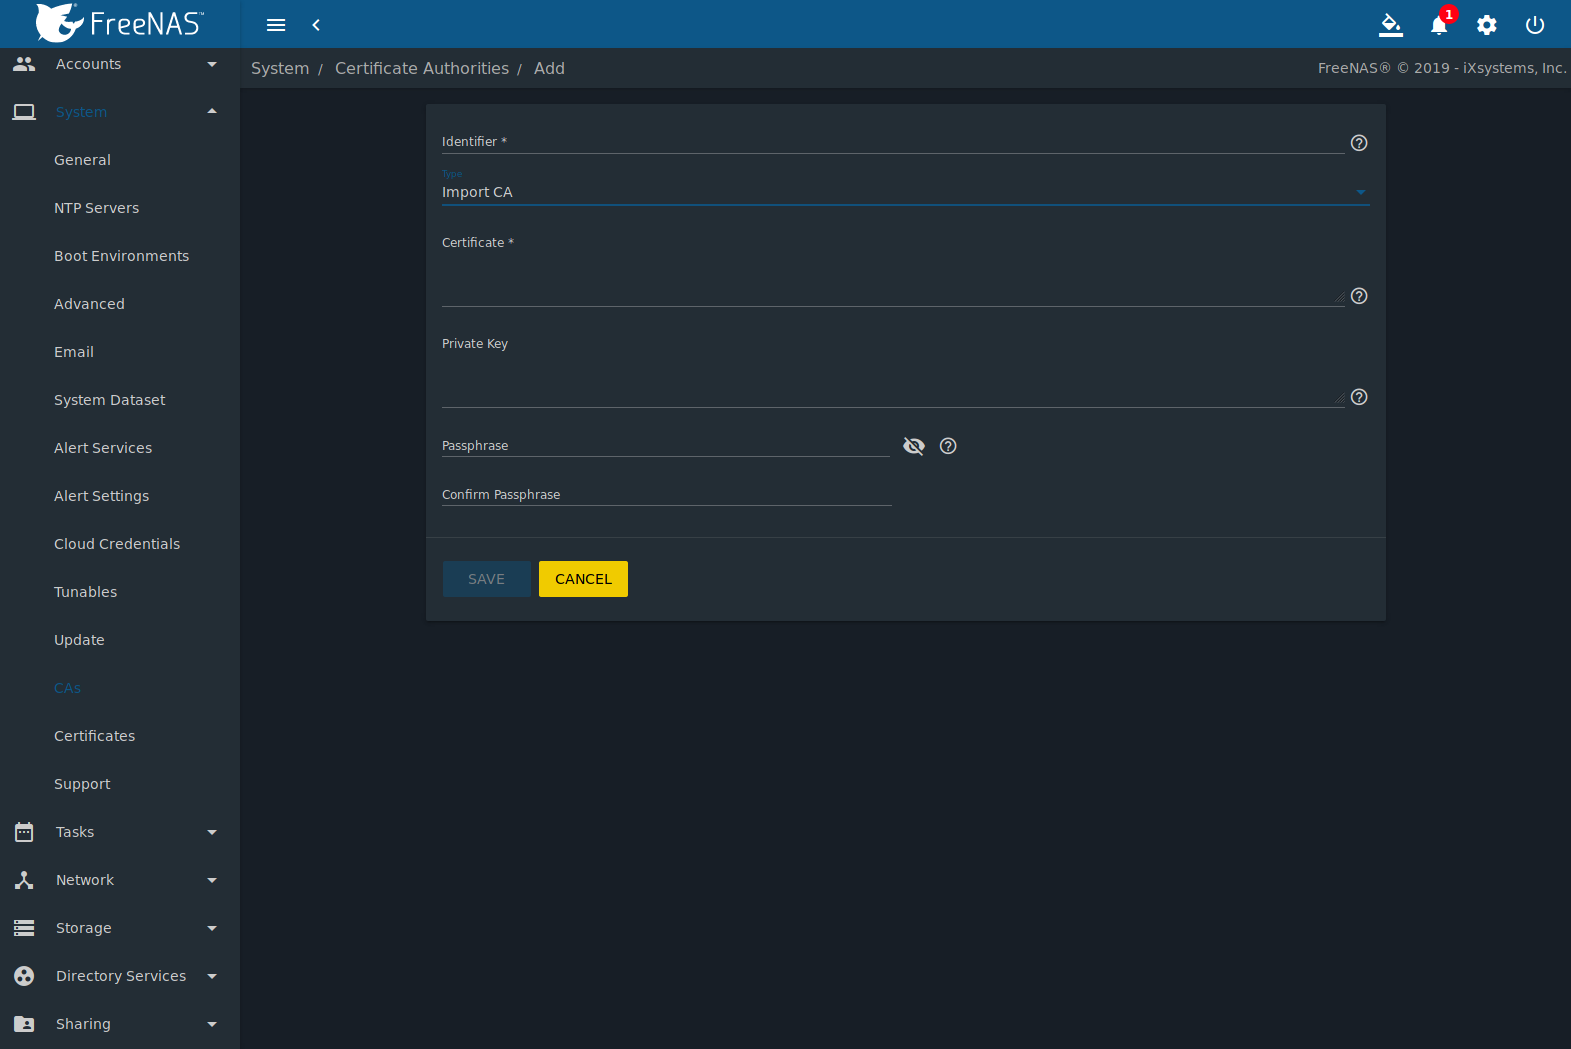 FreeNAS™
1
System / Certificate Authorities / Add
FreeNAS® © 2019 - iXsystems, Inc.
Accounts
System
General
NTP Servers
Boot Environments
Advanced
Email
System Dataset
Alert Services
Alert Settings
Cloud Credentials
Tunables
Update
CAs
Certificates
Support
Tasks
Network
Storage
Directory Services
Sharing
Identifier *
Type
Import CA
Certificate *
Private Key
Passphrase
Confirm Passphrase
SAVE
CANCEL